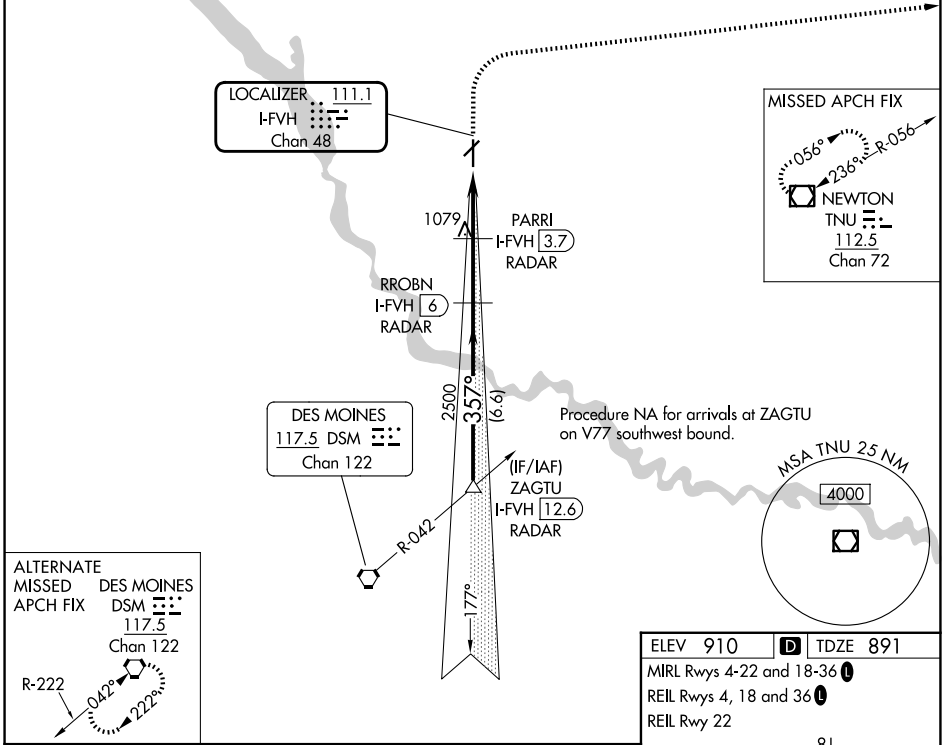 LOCALIZER 111.1
I-FVH
Chan 48
MISSED APCH FIX
056°
236°
R-056
NEWTON
TNU
112.5
Chan 72
1079
PARRI
I-FVH 3.7
RADAR
RROBN
I-FVH 6
RADAR
2500
357°
(6.6)
DES MOINES
117.5 DSM
Chan 122
Procedure NA for arrivals at ZAGTU
on V77 southwest bound.
(IF/IAF)
ZAGTU
I-FVH 12.6
RADAR
R-042
177°
MSA TNU 25 NM
4000
ALTERNATE
MISSED
APCH FIX
DES MOINES
DSM
117.5
Chan 122
R-222
042°
222°
ELEV 910 D TDZE 891
MIRL Rwys 4-22 and 18-36 L
REIL Rwys 4, 18 and 36 L
REIL Rwy 22